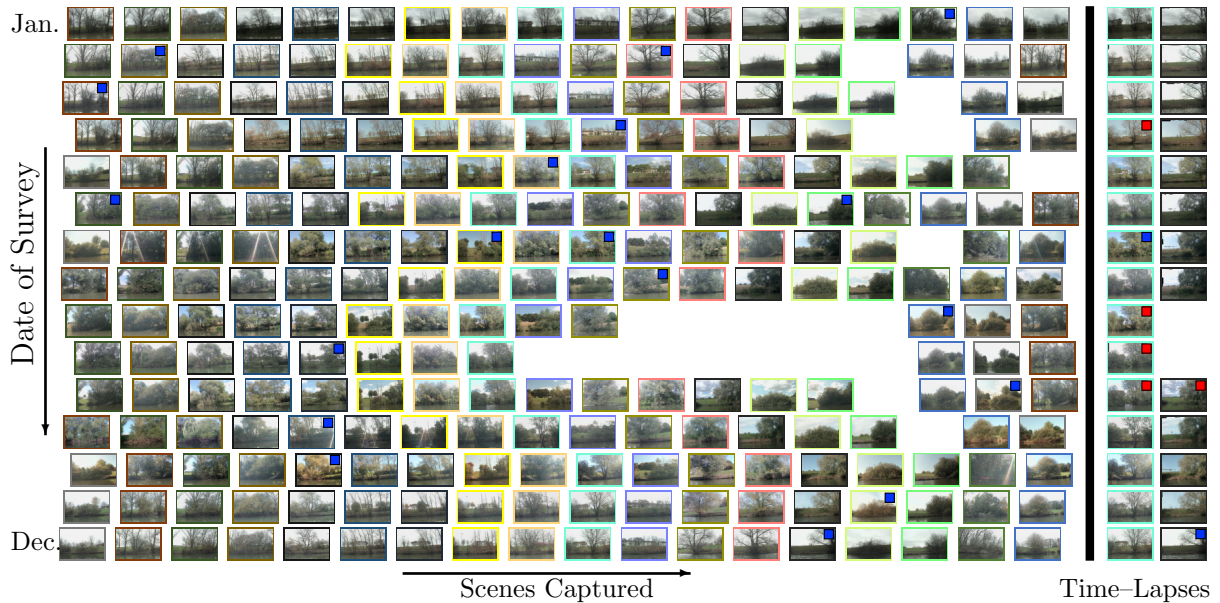 Jan.
Date of Survey
Dec.
Scenes Captured
Time–Lapses